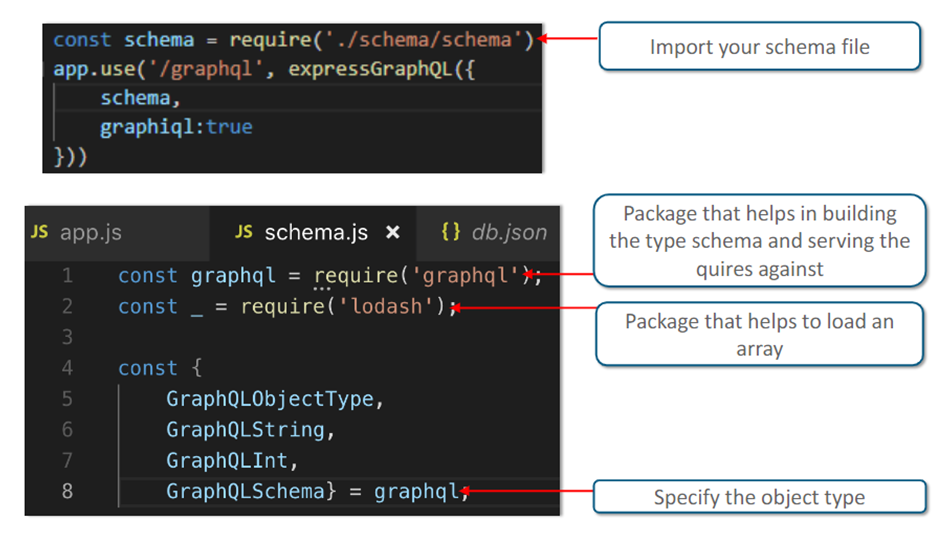 const schema = require('./schema/schema')
Import your schema file
app.use('/graphql', expressGraphQL({
schema,
graphiql:true
}))
Package that helps in building
the type schema and serving the
quires against
JS app.js
JS schema.js ×
{} db.json
1 const graphql = require('graphql');
2 const _ = require('lodash');
Package that helps to load an
array
3
4 const {
5 GraphQLObjectType,
6 GraphQLString,
7 GraphQLInt,
8 GraphQLSchema} = graphql;
Specify the object type